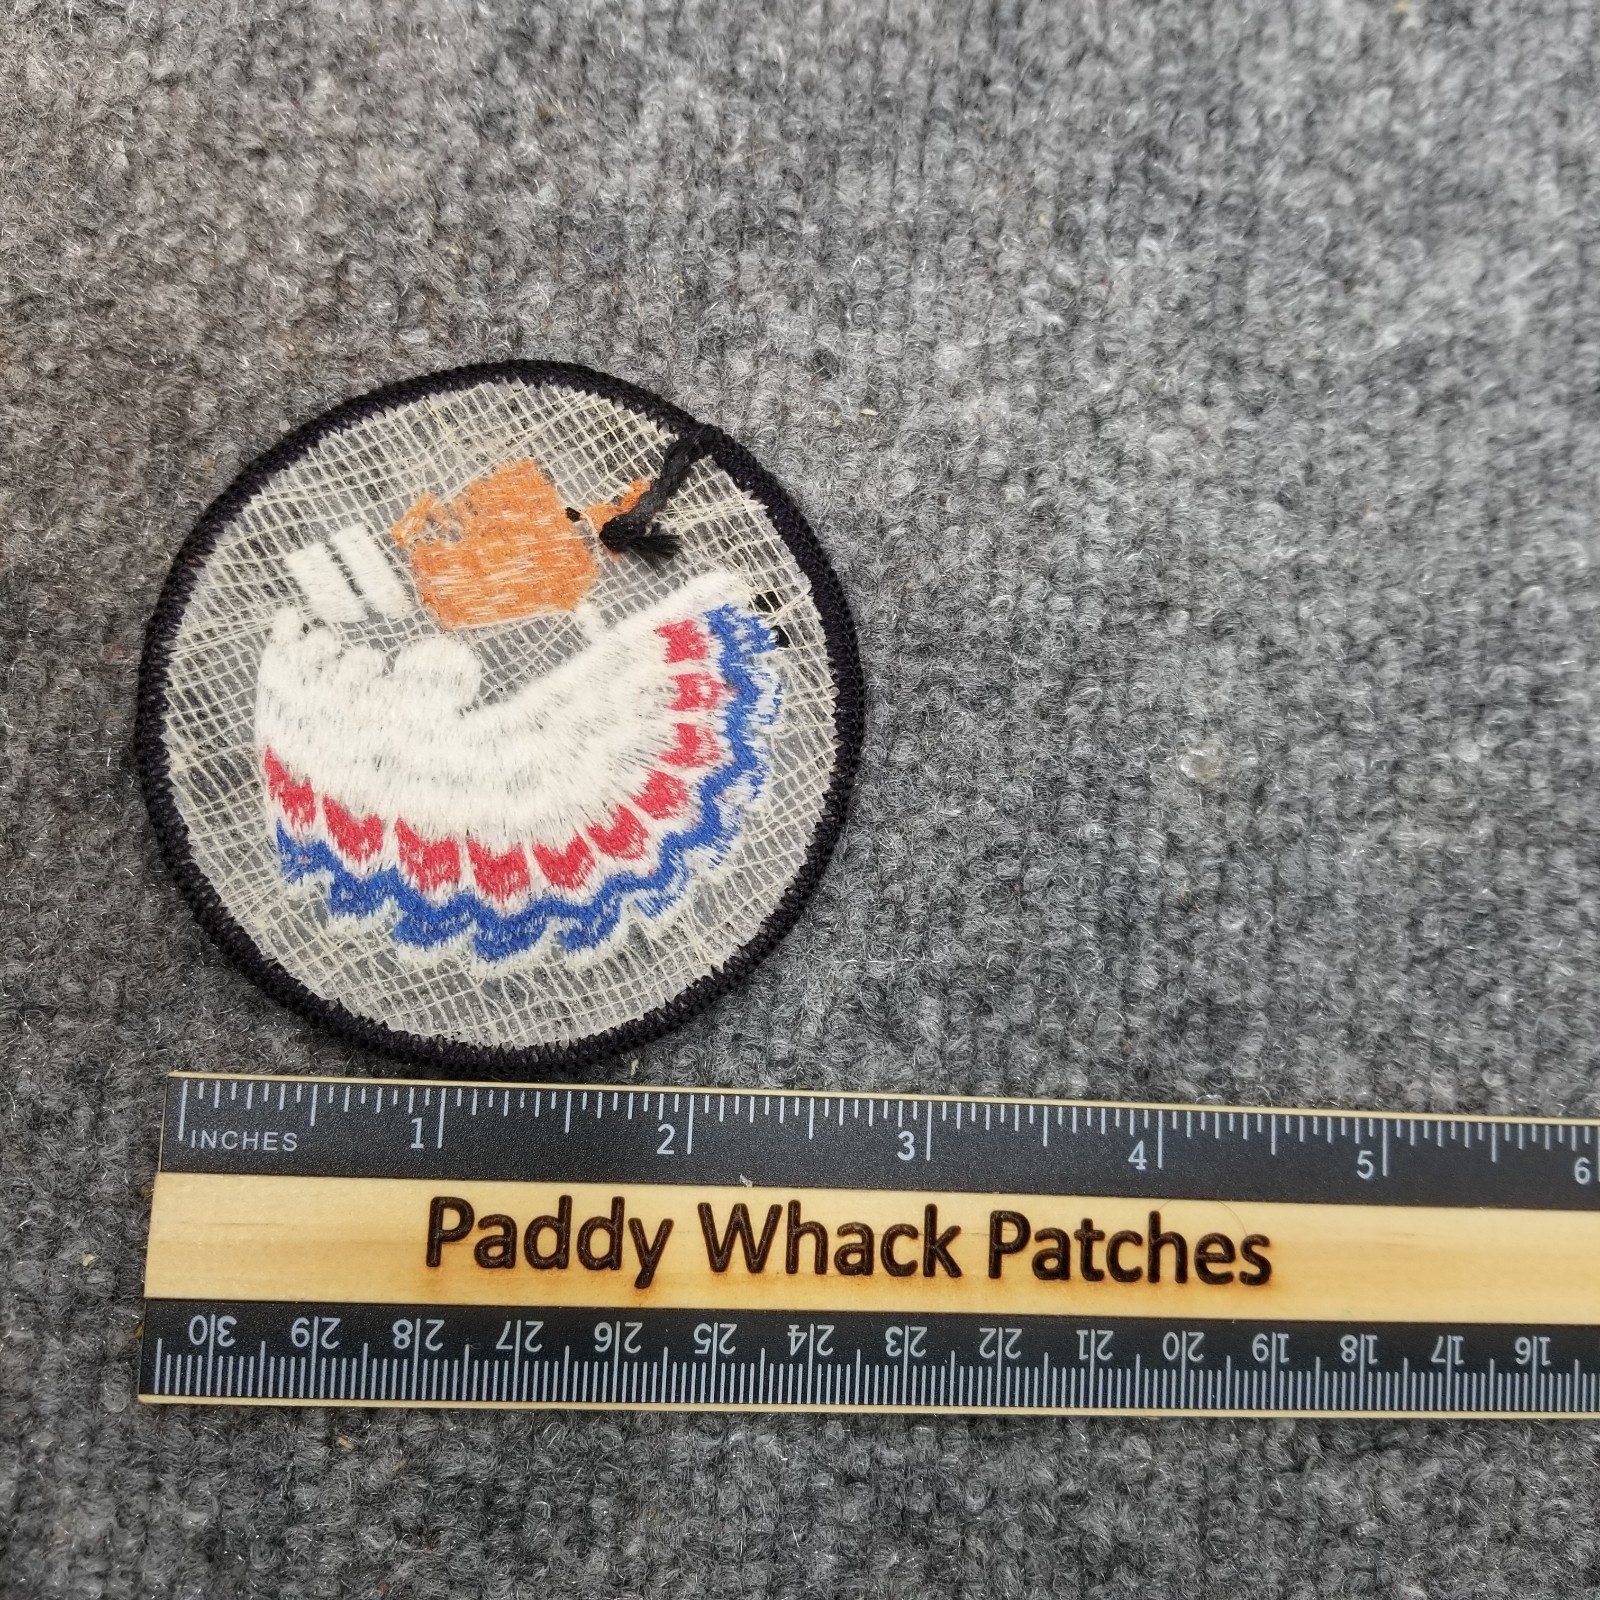 INCHES 1 2 3 4 5 6
Paddy Whack Patches
30 29 28 27 26 25 24 23 22 21 20 19 18 17 16